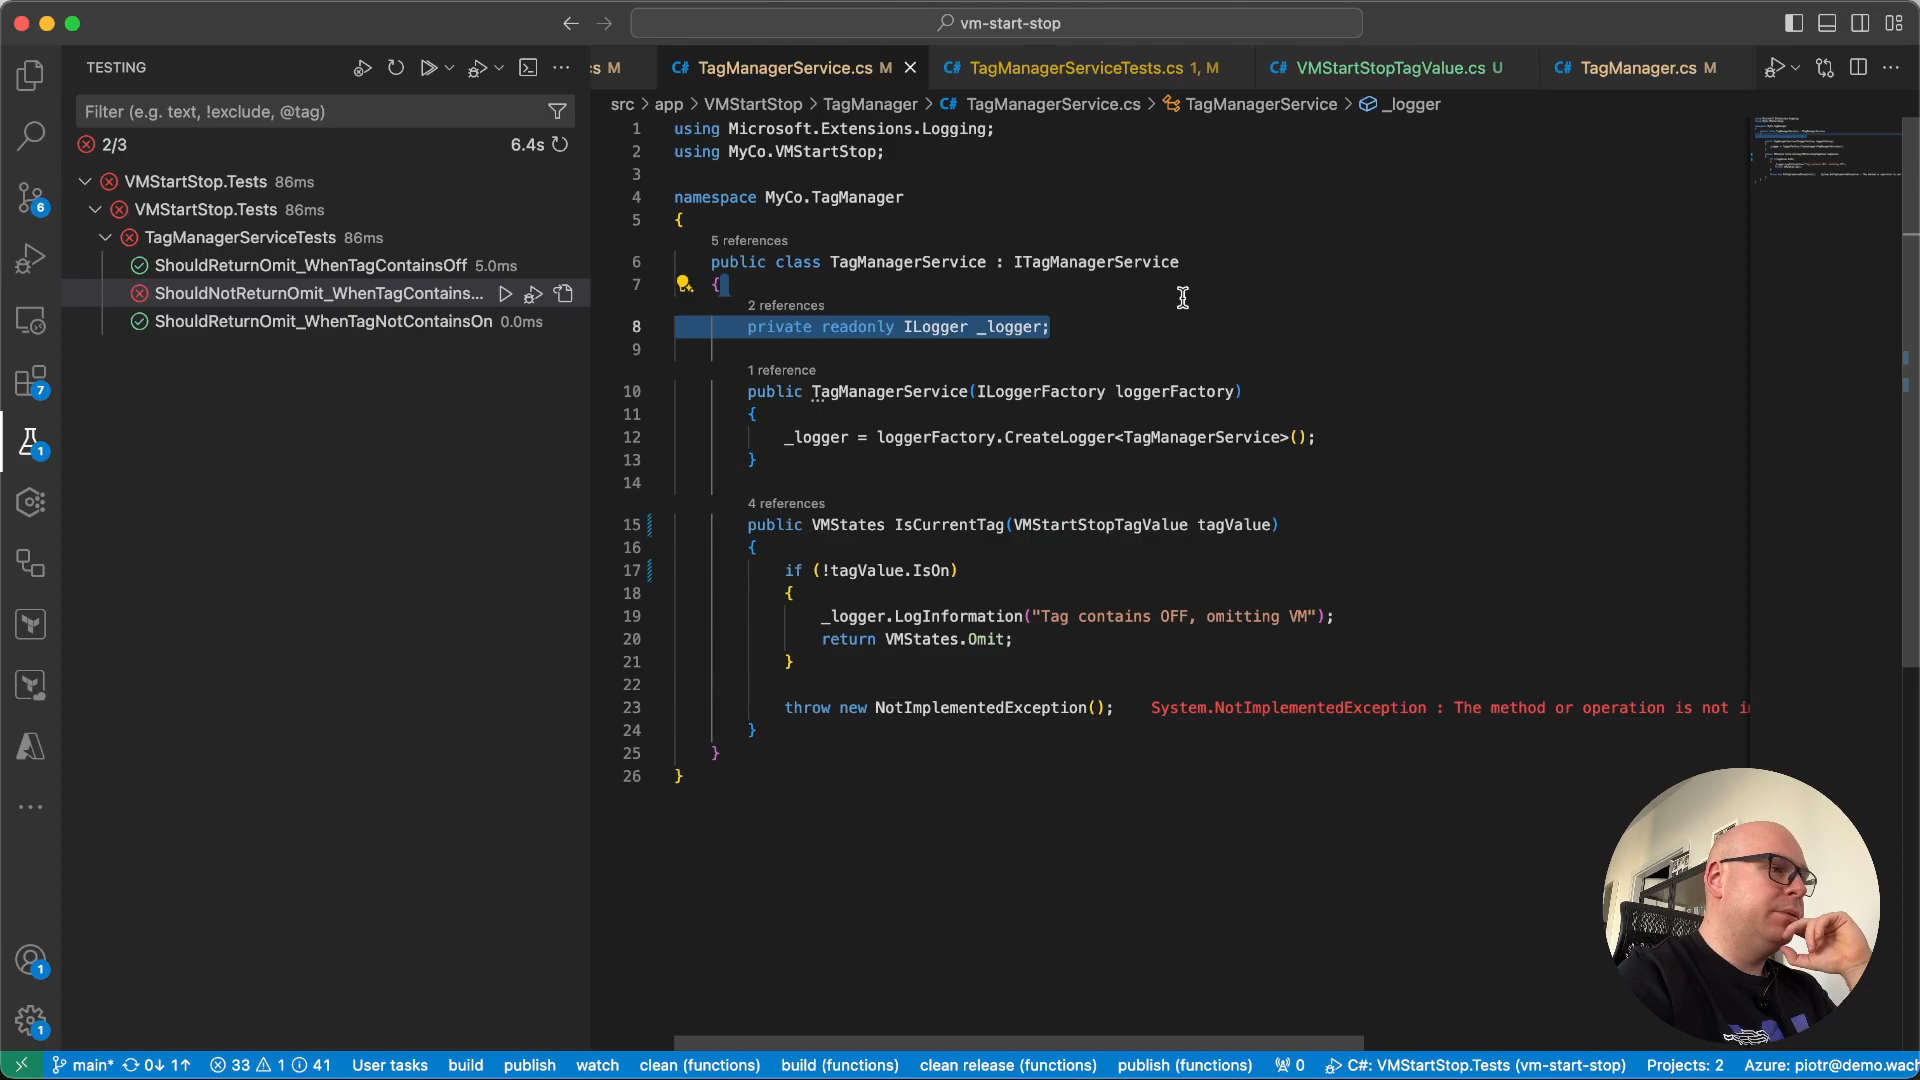 vm-start-stop
TESTING
Filter (e.g. text, !exclude, @tag)
2/3
6.4s
VMStartStop.Tests 86ms
VMStartStop.Tests 86ms
TagManagerServiceTests 86ms
ShouldReturnOmit_WhenTagContainsOff 5.0ms
ShouldNotReturnOmit_WhenTagContains...
ShouldReturnOmit_WhenTagNotContainsOn 0.0ms
6
7
1
1
1
cs M
C# TagManagerService.cs M
C# TagManagerServiceTests.cs 1, M
C# VMStartStopTagValue.cs U
C# TagManager.cs M
src > app > VMStartStop > TagManager > C# TagManagerService.cs > TagManagerService > _logger
1 using Microsoft.Extensions.Logging;
2 using MyCo.VMStartStop;
3
4 namespace MyCo.TagManager
5 {
5 references
6 public class TagManagerService : ITagManagerService
7 {
2 references
8 private readonly ILogger _logger;
9
1 reference
10 public TagManagerService(ILoggerFactory loggerFactory)
11 {
12 _logger = loggerFactory.CreateLogger<TagManagerService>();
13 }
14
4 references
15 public VMStates IsCurrentTag(VMStartStopTagValue tagValue)
16 {
17 if (!tagValue.IsOn)
18 {
19 _logger.LogInformation("Tag contains OFF, omitting VM");
20 return VMStates.Omit;
21 }
22
23 throw new NotImplementedException(); System.NotImplementedException : The method or operation is not i
24 }
25 }
26 }
main* 0↓ 1↑ 33 1 41 User tasks build publish watch clean (functions) build (functions) clean release (functions) publish (functions) 0 C#: VMStartStop.Tests (vm-start-stop) Projects: 2 Azure: piotr@demo.wach